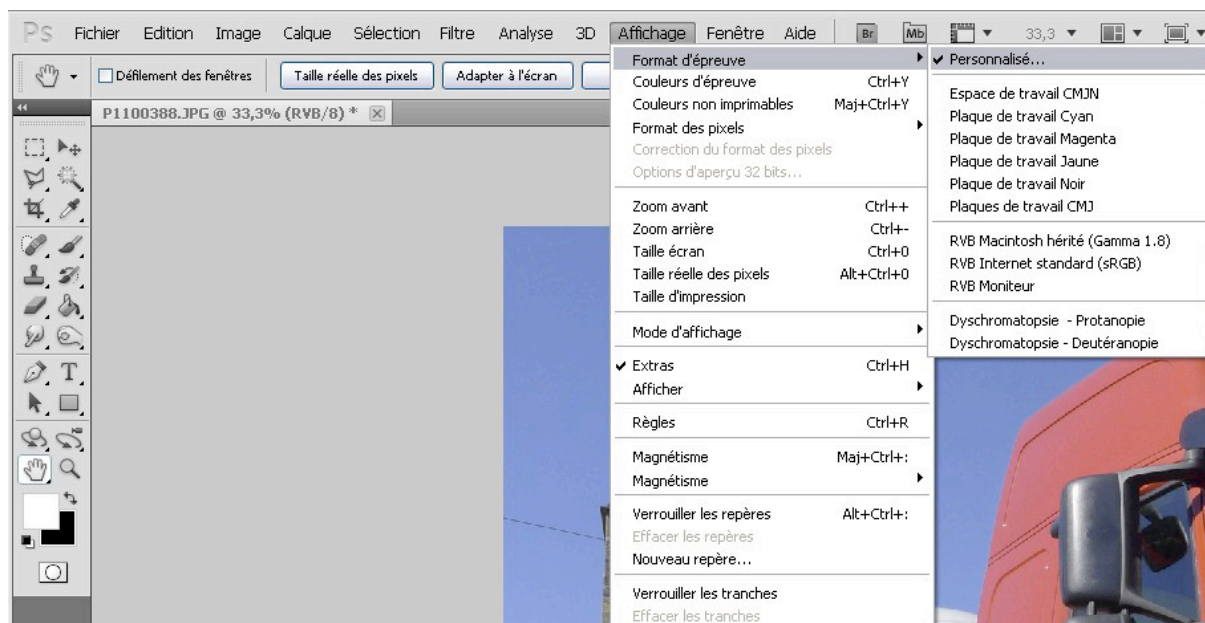 Ps Fichier Edition Image Calque Sélection Filtre Analyse 3D Affichage Fenêtre Aide Br Mb 33,3
Défilement des fenêtres Taille réelle des pixels Adapter à l'écran
P1100388.JPG @ 33,3% (RVB/8) *
Format d'épreuve
Couleurs d'épreuve Ctrl+Y
Couleurs non imprimables Maj+Ctrl+Y
Format des pixels
Correction du format des pixels
Options d'aperçu 32 bits...
Zoom avant Ctrl++
Zoom arrière Ctrl+-
Taille écran Ctrl+0
Taille réelle des pixels Alt+Ctrl+0
Taille d'impression
Mode d'affichage
Extras Ctrl+H
Afficher
Règles Ctrl+R
Magnétisme Maj+Ctrl+:
Magnétisme
Verrouiller les repères Alt+Ctrl+:
Effacer les repères
Nouveau repère...
Verrouiller les tranches
Effacer les tranches
Personnalisé...
Espace de travail CMJN
Plaque de travail Cyan
Plaque de travail Magenta
Plaque de travail Jaune
Plaque de travail Noir
Plaques de travail CMJ
RVB Macintosh hérité (Gamma 1.8)
RVB Internet standard (sRGB)
RVB Moniteur
Dyschromatopsie - Protanopie
Dyschromatopsie - Deutéranopie